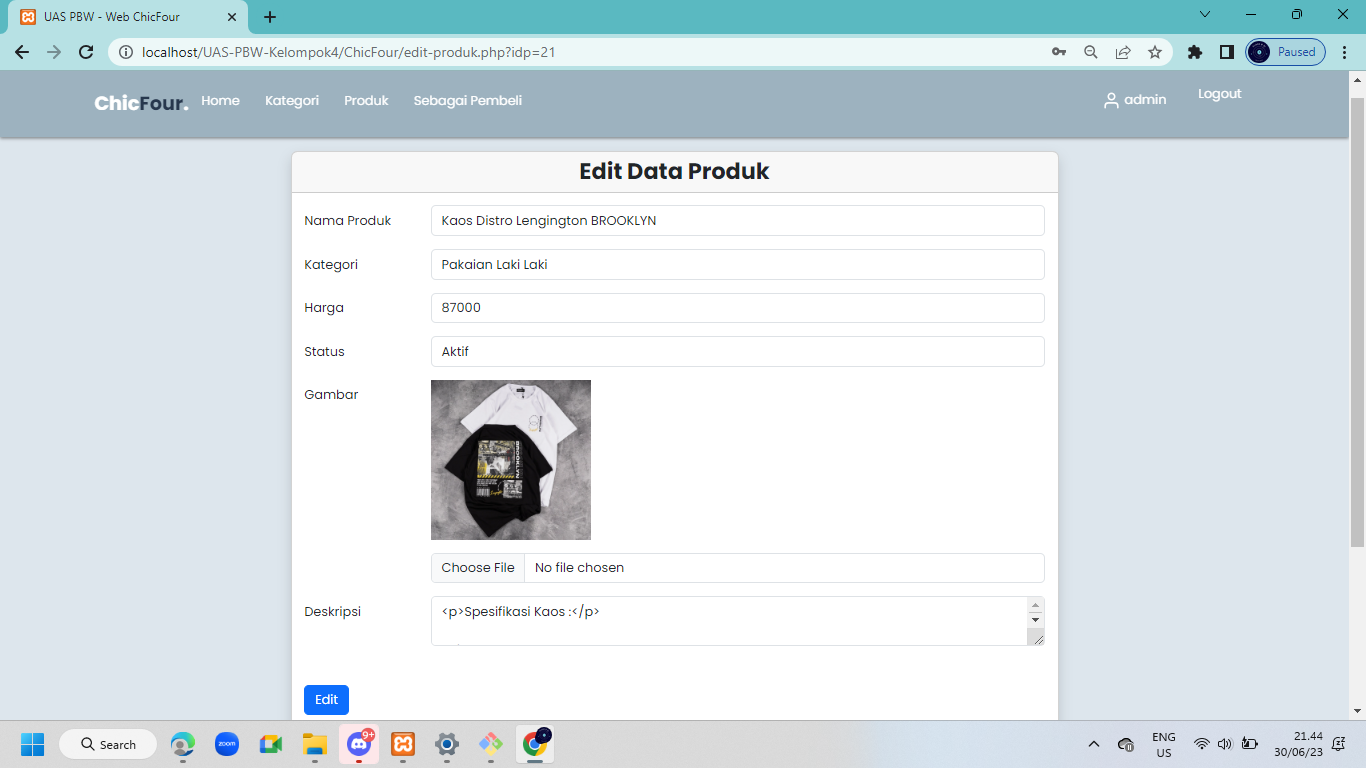 UAS PBW - Web ChicFour
localhost/UAS-PBW-Kelompok4/ChicFour/edit-produk.php?idp=21
Paused
ChicFour. Home Kategori Produk Sebagai Pembeli admin Logout
Edit Data Produk
Nama Produk Kaos Distro Lengington BROOKLYN
Kategori Pakaian Laki Laki
Harga 87000
Status Aktif
Gambar
BROOKLYN
Choose File No file chosen
Deskripsi <p>Spesifikasi Kaos :</p>
Edit
Search
zoom
9+
ENG
US
21.44
30/06/23